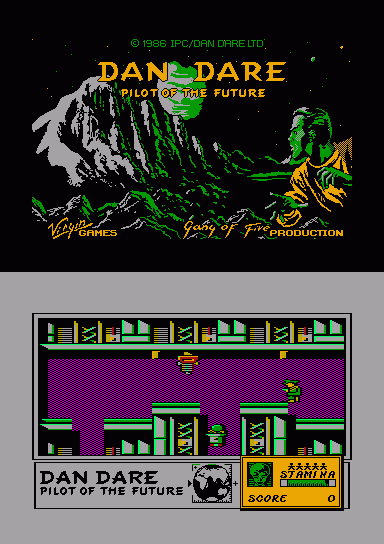 © 1986 IPC/DAN DARE LTD
DAN DARE
PILOT OF THE FUTURE
Virgin GAMES
Gang of Five PRODUCTION
DAN DARE
PILOT OF THE FUTURE
STAMINA
SCORE 0